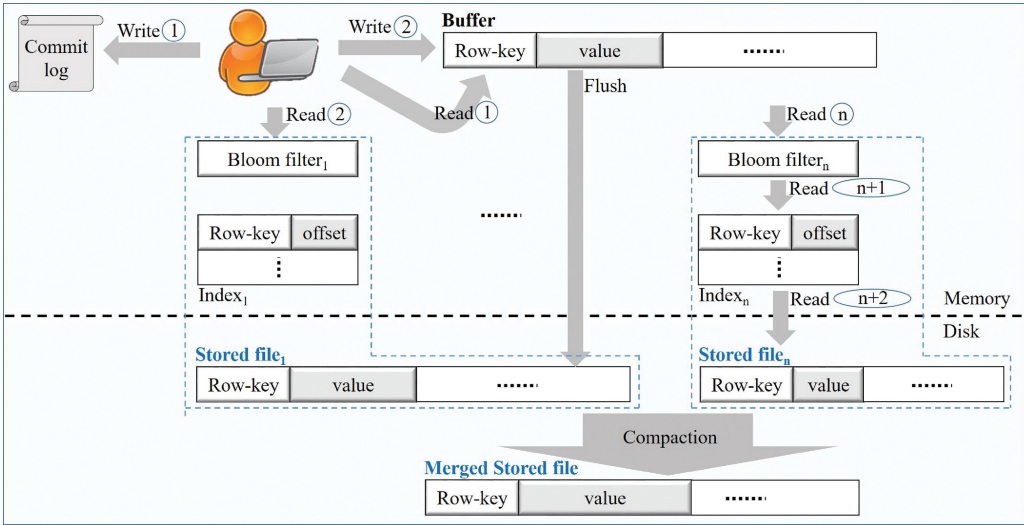 Buffer
Write 1
Commit
log
Write 2
Row-key value ······
Flush
Read 1
Read 2
Read n
Bloom filter1
Bloom filtern
Read n+1
······
Row-key offset
⋮
Index1
Row-key offset
⋮
Indexn
Read n+2
Memory
Disk
Stored file1
Row-key value ······
Stored filen
Row-key value ······
Compaction
Merged Stored file
Row-key value ······